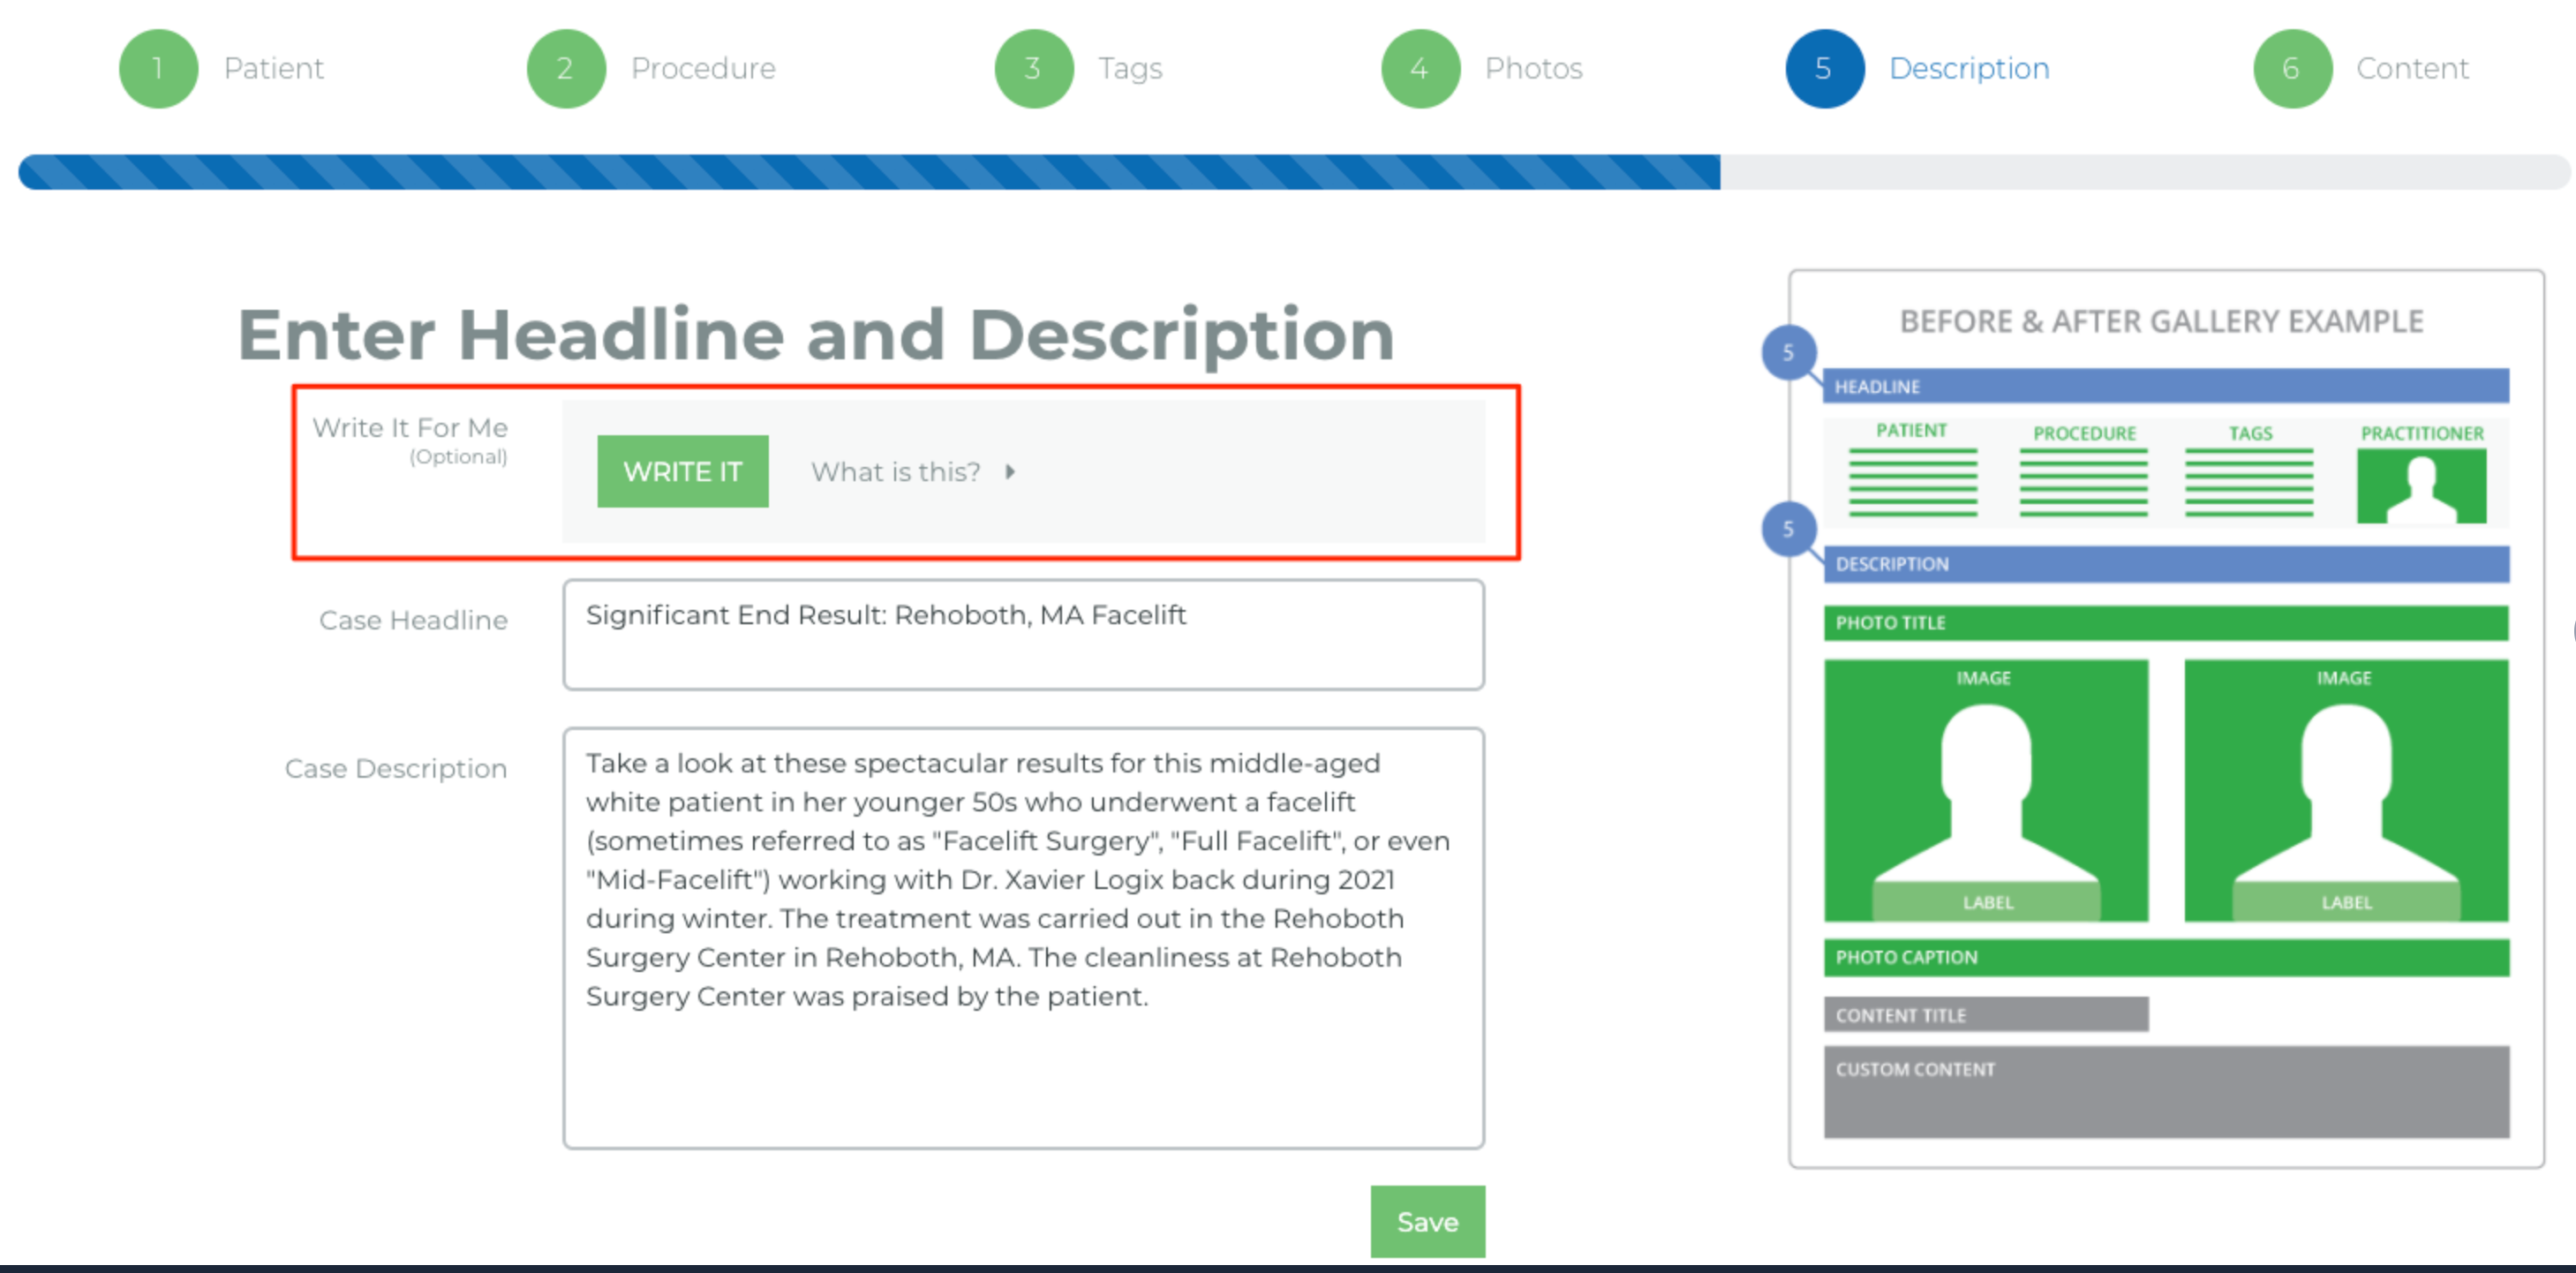 1 Patient 2 Procedure 3 Tags 4 Photos 5 Description 6 Content
Enter Headline and Description
Write It For Me
(Optional)
WRITE IT What is this?
Case Headline
Significant End Result: Rehoboth, MA Facelift
Case Description
Take a look at these spectacular results for this middle-aged
white patient in her younger 50s who underwent a facelift
(sometimes referred to as "Facelift Surgery", "Full Facelift", or even
"Mid-Facelift") working with Dr. Xavier Logix back during 2021
during winter. The treatment was carried out in the Rehoboth
Surgery Center in Rehoboth, MA. The cleanliness at Rehoboth
Surgery Center was praised by the patient.
Save
BEFORE & AFTER GALLERY EXAMPLE
5
HEADLINE
PATIENT PROCEDURE TAGS PRACTITIONER
5
DESCRIPTION
PHOTO TITLE
IMAGE IMAGE
LABEL LABEL
PHOTO CAPTION
CONTENT TITLE
CUSTOM CONTENT